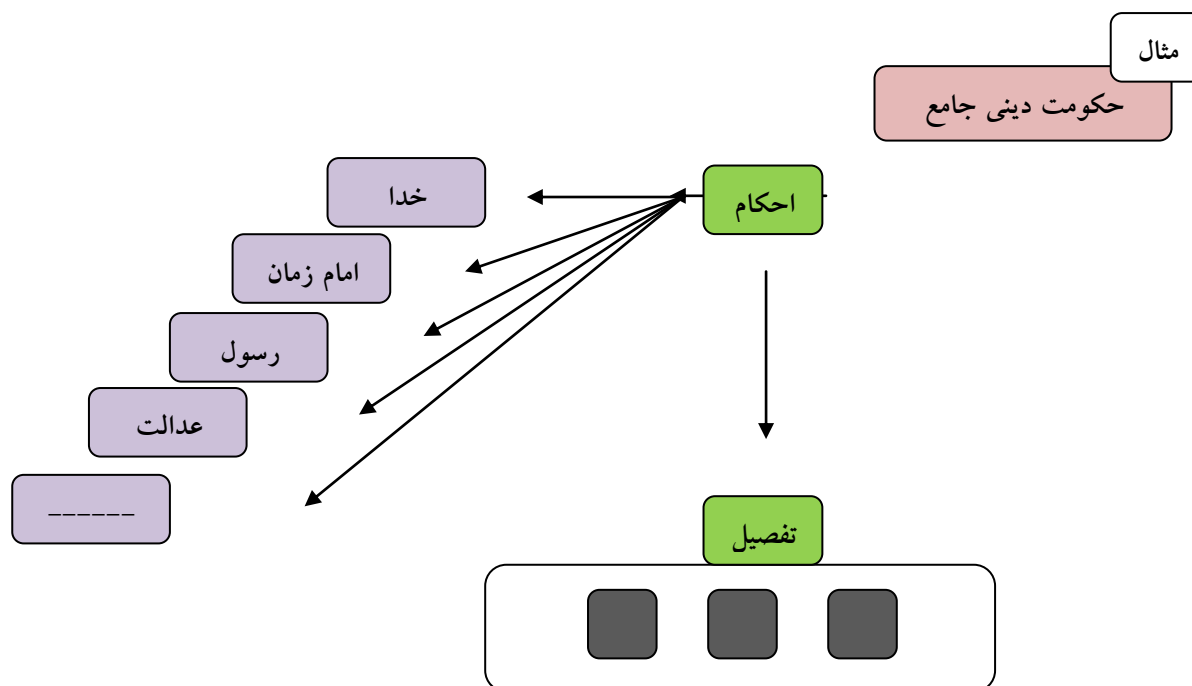 مثال
حکومت دینی جامع
احکام
خدا
امام زمان
رسول
عدالت
------
تفصیل